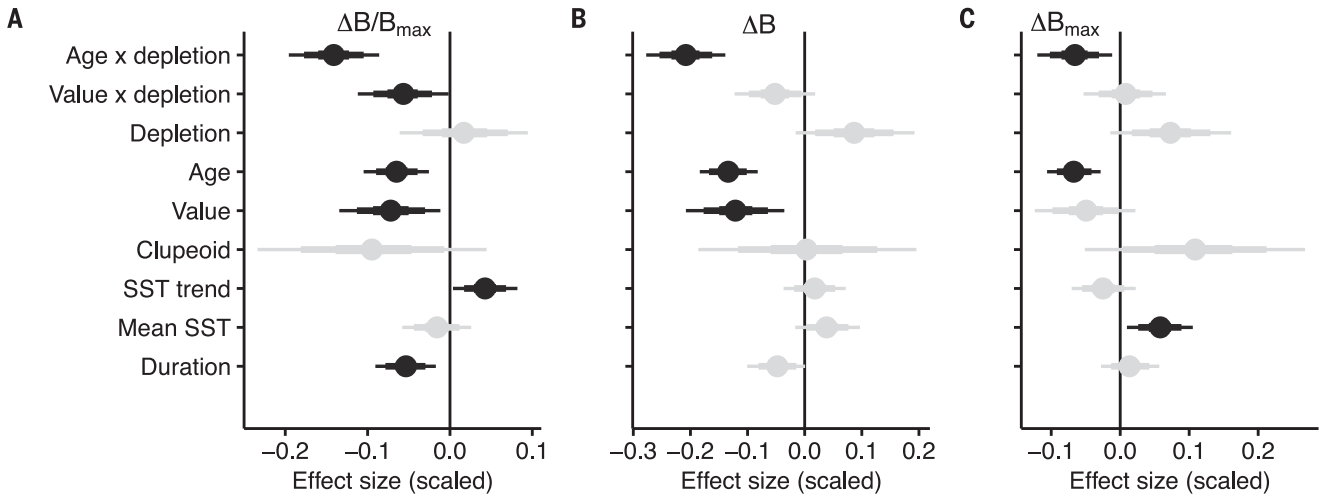 A
ΔB/Bmax
B
ΔB
C
ΔBmax
Age x depletion
Value x depletion
Depletion
Age
Value
Clupeoid
SST trend
Mean SST
Duration
−0.2 −0.1 0.0 0.1
−0.3 −0.2 −0.1 0.0 0.1 0.2
−0.1 0.0 0.1 0.2
Effect size (scaled)
Effect size (scaled)
Effect size (scaled)